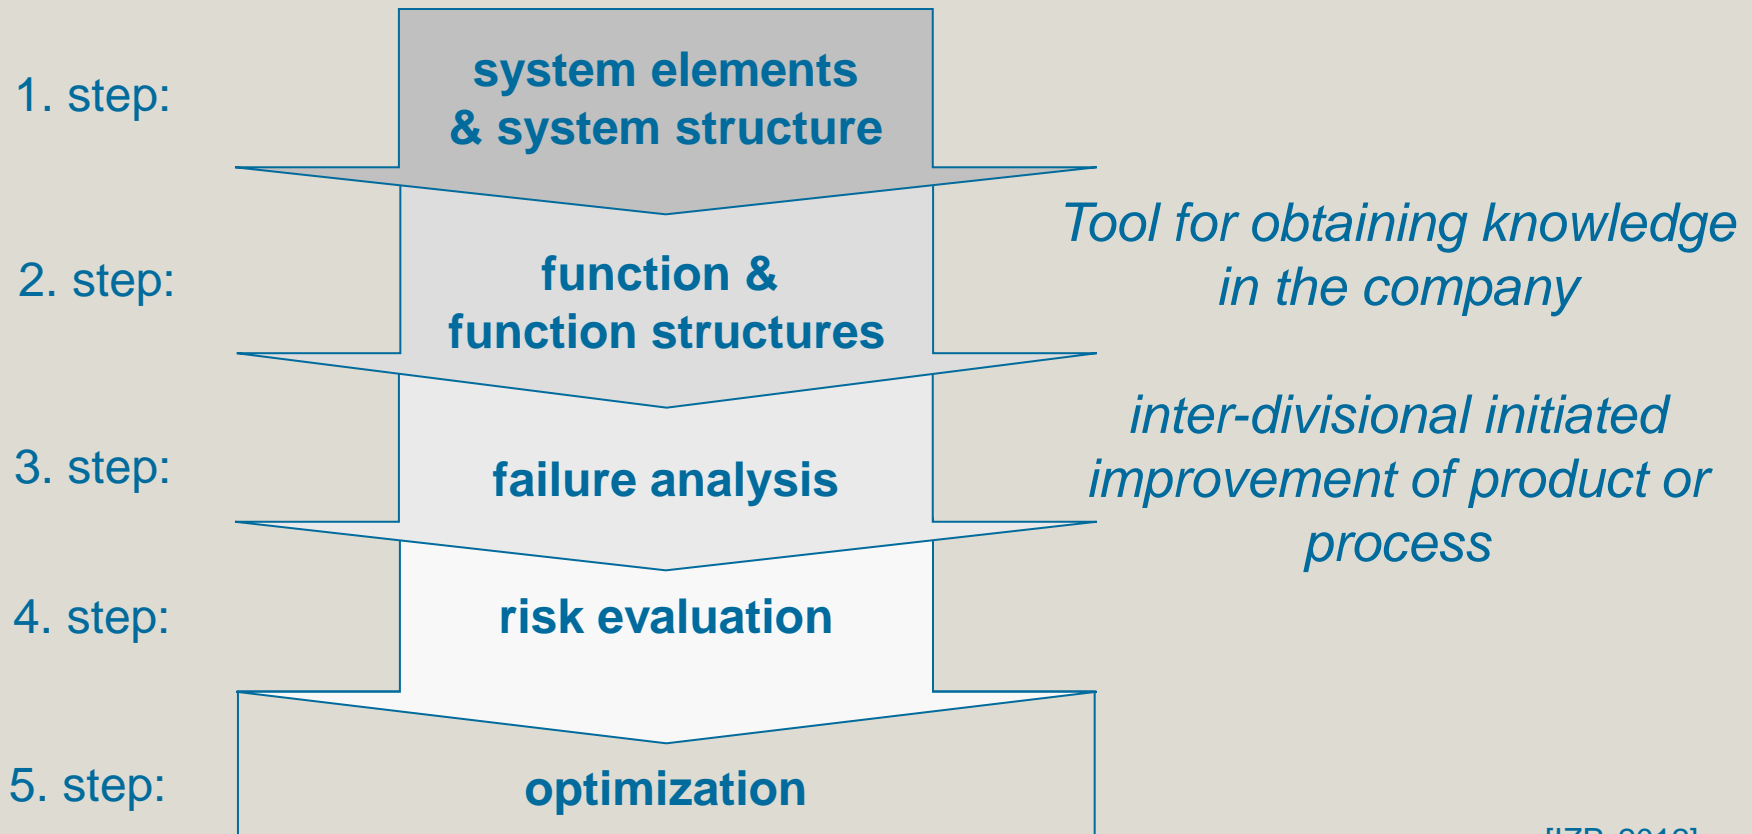 1. step:
system elements
& system structure
2. step:
function &
function structures
3. step:
failure analysis
4. step:
risk evaluation
5. step:
optimization
Tool for obtaining knowledge
in the company
inter-divisional initiated
improvement of product or
process